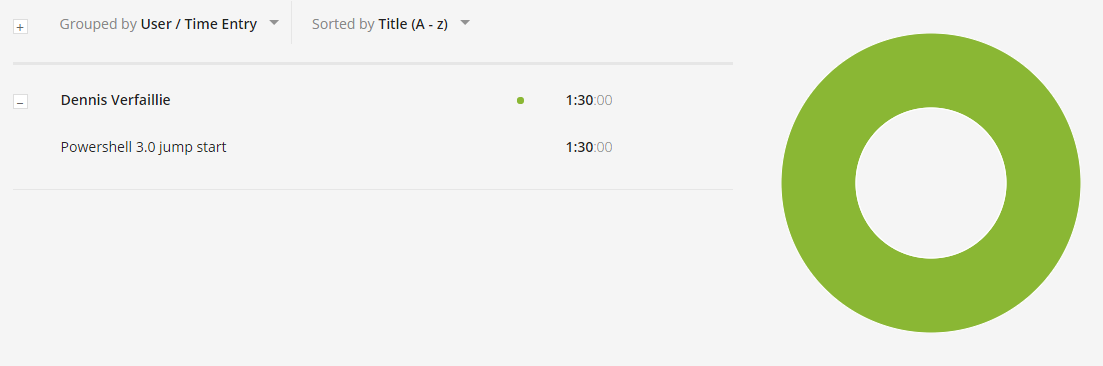 Grouped by User / Time Entry Sorted by Title (A - z)
Dennis Verfaillie 1:30:00
Powershell 3.0 jump start 1:30:00